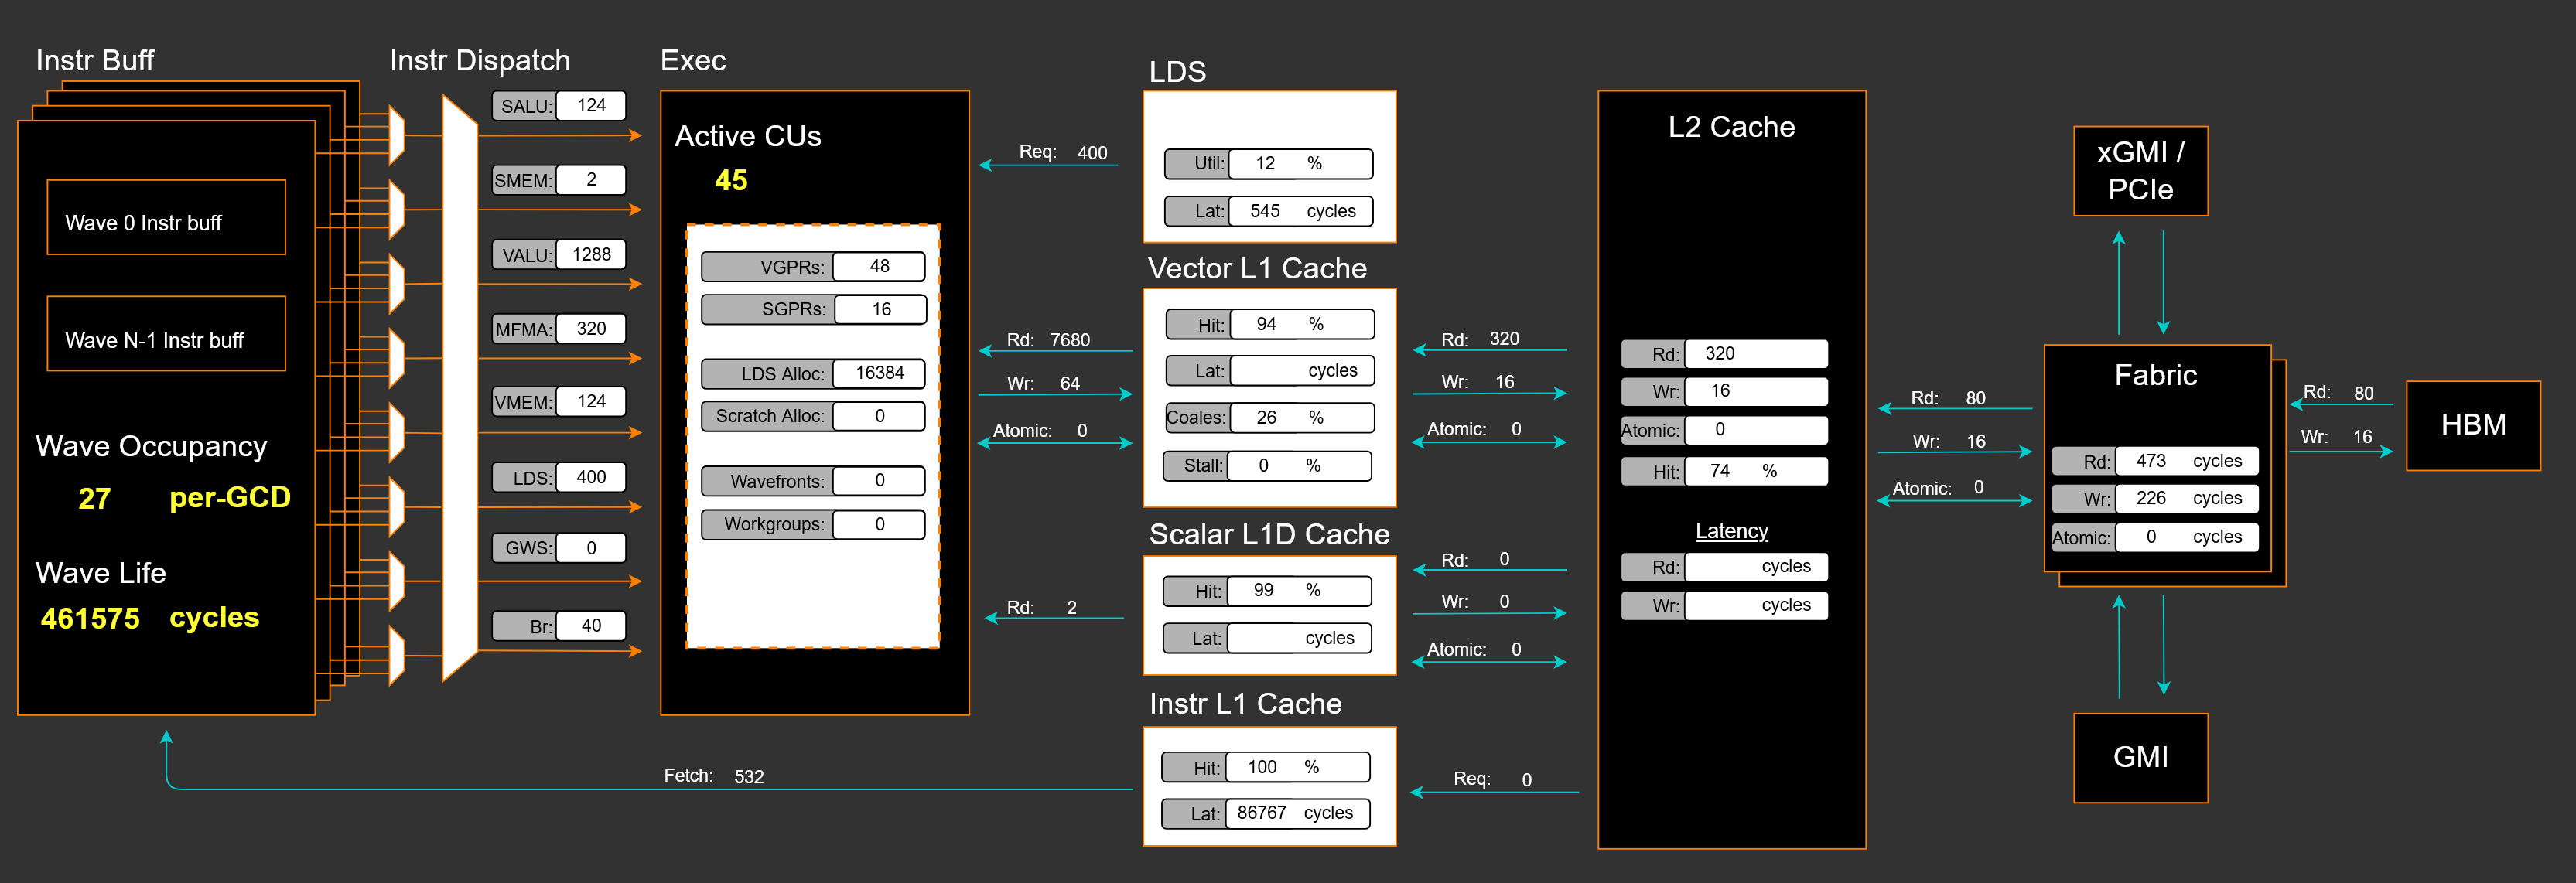 Instr Buff
Wave 0 Instr buff
Wave N-1 Instr buff
Wave Occupancy
27 per-GCD
Wave Life
461575 cycles
Instr Dispatch
SALU: 124
SMEM: 2
VALU: 1288
MFMA: 320
VMEM: 124
LDS: 400
GWS: 0
Br: 40
Exec
Active CUs
45
VGPRs: 48
SGPRs: 16
LDS Alloc: 16384
Scratch Alloc: 0
Wavefronts: 0
Workgroups: 0
Req: 400
Rd: 7680
Wr: 64
Atomic: 0
Rd: 2
Fetch: 532
LDS
Util: 12 %
Lat: 545 cycles
Vector L1 Cache
Hit: 94 %
Lat: cycles
Coales: 26 %
Stall: 0 %
Scalar L1D Cache
Hit: 99 %
Lat: cycles
Instr L1 Cache
Hit: 100 %
Lat: 86767 cycles
Rd: 320
Wr: 16
Atomic: 0
Rd: 0
Wr: 0
Atomic: 0
Req: 0
L2 Cache
Rd: 320
Wr: 16
Atomic: 0
Hit: 74 %
Latency
Rd: cycles
Wr: cycles
Rd: 80
Wr: 16
Atomic: 0
xGMI /
PCIe
Fabric
Rd: 473 cycles
Wr: 226 cycles
Atomic: 0 cycles
GMI
Rd: 80
Wr: 16
HBM